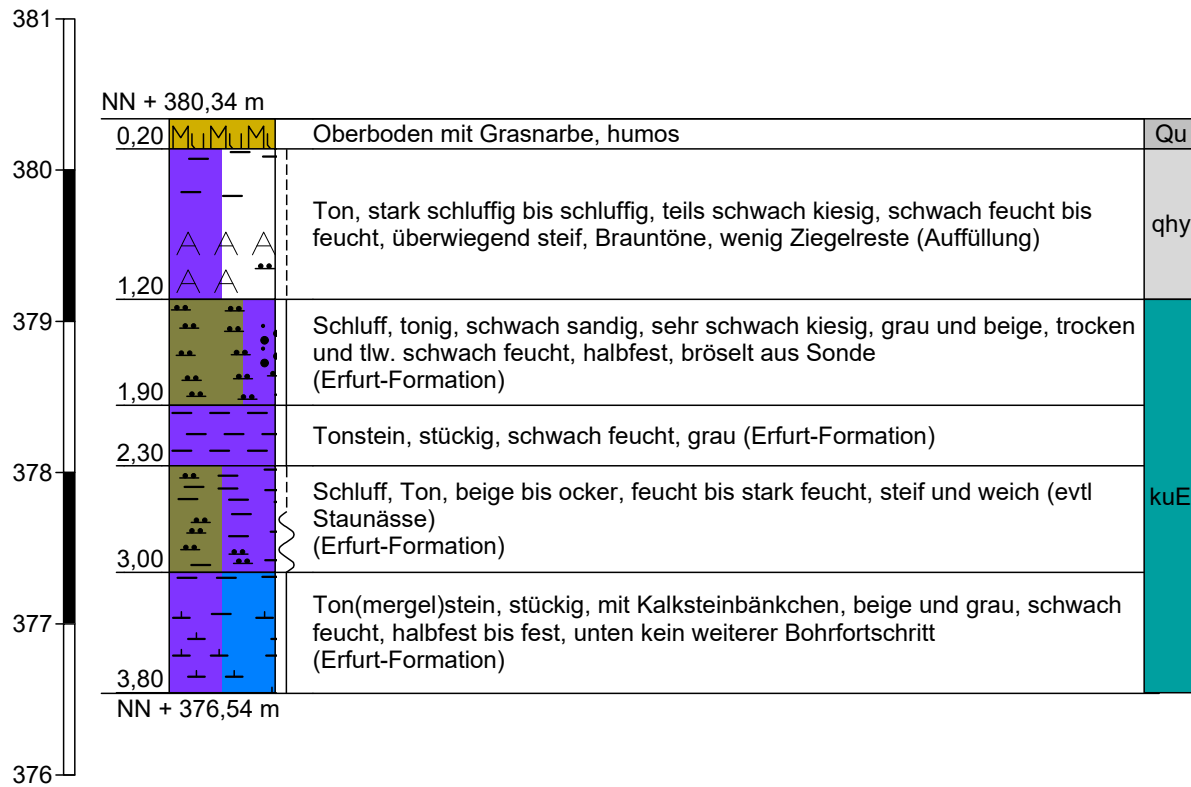 381
NN + 380,34 m
0,20 Mu Mu Mu Oberboden mit Grasnarbe, humos Qu
380
Ton, stark schluffig bis schluffig, teils schwach kiesig, schwach feucht bis
feucht, überwiegend steif, Brauntöne, wenig Ziegelreste (Auffüllung)
qhy
A A A
A A
1,20
379
Schluff, tonig, schwach sandig, sehr schwach kiesig, grau und beige, trocken
und tlw. schwach feucht, halbfest, bröselt aus Sonde
(Erfurt-Formation)
1,90
Tonstein, stückig, schwach feucht, grau (Erfurt-Formation)
2,30
378
Schluff, Ton, beige bis ocker, feucht bis stark feucht, steif und weich (evtl
Staunässe)
(Erfurt-Formation)
kuE
3,00
Ton(mergel)stein, stückig, mit Kalksteinbänkchen, beige und grau, schwach
feucht, halbfest bis fest, unten kein weiterer Bohrfortschritt
(Erfurt-Formation)
377
3,80
NN + 376,54 m
376